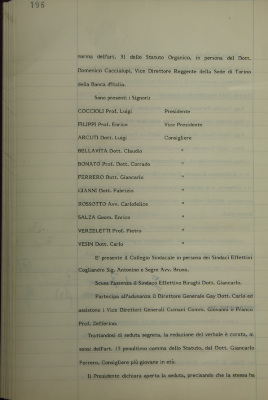 196
norma dell'art. 31 dello Statuto Organico, in persona del Dott.
Domenico Cacciolupi, Vice Direttore Reggente della Sede di Torino
della Banca d'Italia.
Sono presenti i Signori:
COCCIOLI Prof. Luigi Presidente
FILIPPI Prof. Enrico Vice Presidente
ARCUTI Dott. Luigi Consigliere
BELLAVITA Dott. Claudio "
BONATO Prof. Dott. Corrado "
FERRERO Dott. Giancarlo "
GIANNI Dott. Fabrizio "
ROSSOTTO Avv. Carlofelice "
SALZA Geom. Enrico "
VERZELETTI Prof. Pietro "
VESIN Dott. Carlo "
E' presente il Collegio Sindacale in persona dei Sindaci Effettivi
Cogliandro Sig. Antonino e Segre Avv. Bruno.
Scusa l'assenza il Sindaco Effettivo Biraghi Dott. Giancarlo.
Partecipa all'adunanza il Direttore Generale Gay Dott. Carlo ed
assistono i Vice Direttori Generali Cumani Comm. Giovanni e Franco
Prof. Delforino.
Trattandosi di seduta segreta, la redazione del verbale è curata, ai
sensi dell'art. 15 penultimo comma dello Statuto, dal Dott. Giancarlo
Ferrero, Consigliere più giovane in età.
Il Presidente dichiara aperta la seduta, precisando che la stessa ha